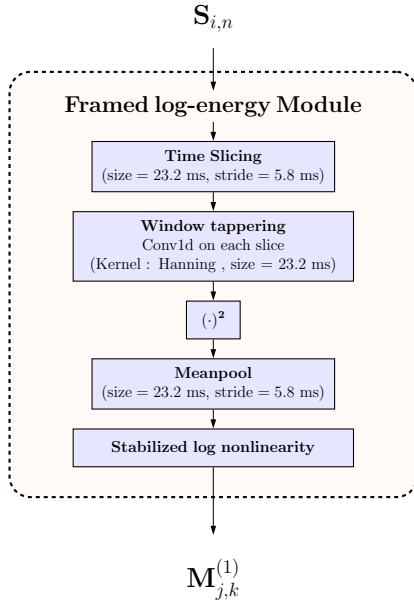 S_{i,n}
Framed log-energy Module
Time Slicing
(size = 23.2 ms, stride = 5.8 ms)
Window tappering
Conv1d on each slice
(Kernel : Hanning , size = 23.2 ms)
(·)²
Meanpool
(size = 23.2 ms, stride = 5.8 ms)
Stabilized log nonlinearity
M_{j,k}^{(1)}